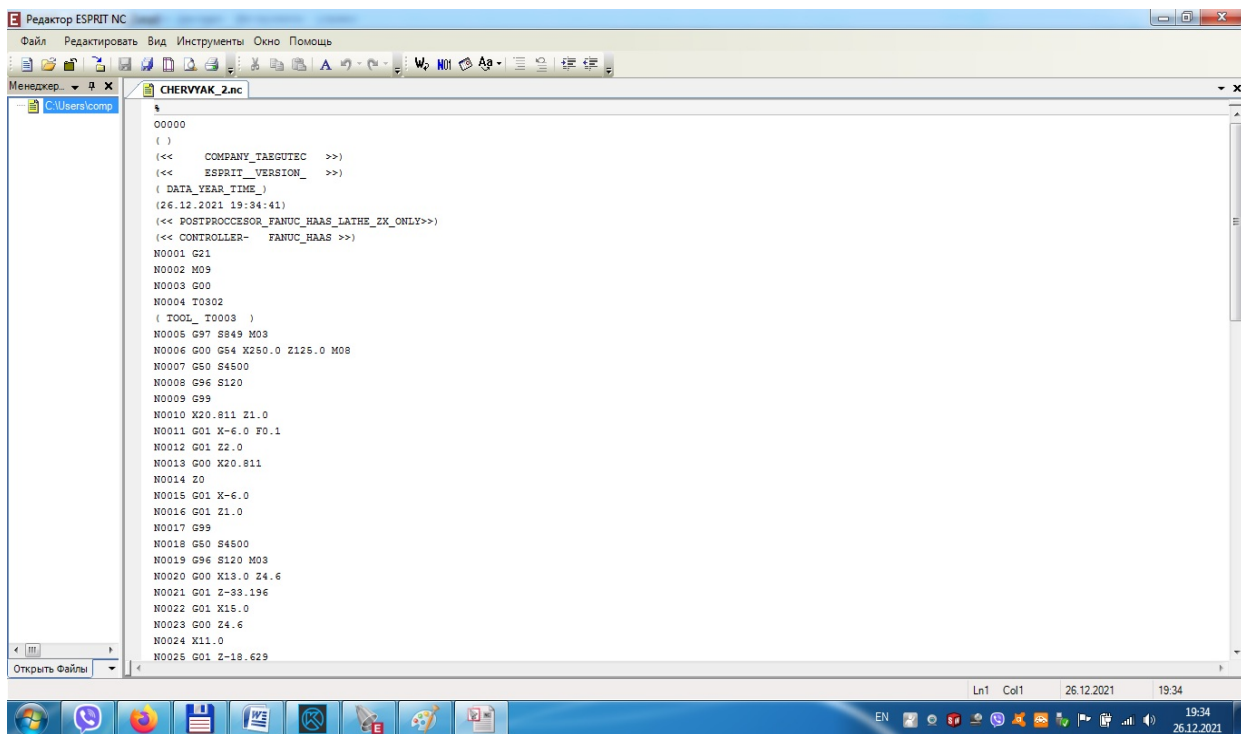 Редактор ESPRIT NC
Файл Редактировать Вид Инструменты Окно Помощь
Менеджер...
CHERVYAK_2.nc
C:\Users\comp
%
O0000
( )
(<< COMPANY_TAEGUTEC >>)
(<< ESPRIT__VERSION_ >>)
( DATA_YEAR_TIME_)
(26.12.2021 19:34:41)
(<< POSTPROCCESOR_FANUC_HAAS_LATHE_ZX_ONLY>>)
(<< CONTROLLER- FANUC_HAAS >>)
N0001 G21
N0002 M09
N0003 G00
N0004 T0302
( TOOL_ T0003 )
N0005 G97 S849 M03
N0006 G00 G54 X250.0 Z125.0 M08
N0007 G50 S4500
N0008 G96 S120
N0009 G99
N0010 X20.811 Z1.0
N0011 G01 X-6.0 F0.1
N0012 G01 Z2.0
N0013 G00 X20.811
N0014 Z0
N0015 G01 X-6.0
N0016 G01 Z1.0
N0017 G99
N0018 G50 S4500
N0019 G96 S120 M03
N0020 G00 X13.0 Z4.6
N0021 G01 Z-33.196
N0022 G01 X15.0
N0023 G00 Z4.6
N0024 X11.0
N0025 G01 Z-18.629
Открыть Файлы
Ln1 Col1 26.12.2021 19:34
EN 19:34
26.12.2021